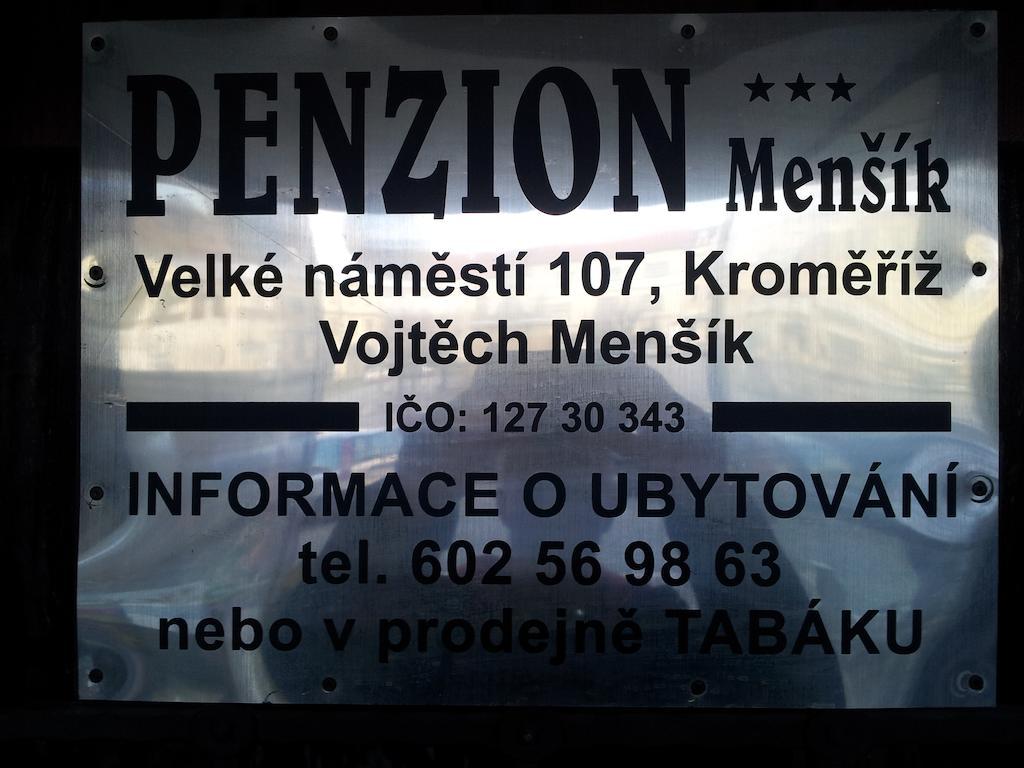 PENZION ★★★ Menšík
Velké náměstí 107, Kroměříž
Vojtěch Menšík
IČO: 127 30 343
INFORMACE O UBYTOVÁNÍ
tel. 602 56 98 63
nebo v prodejně TABÁKU